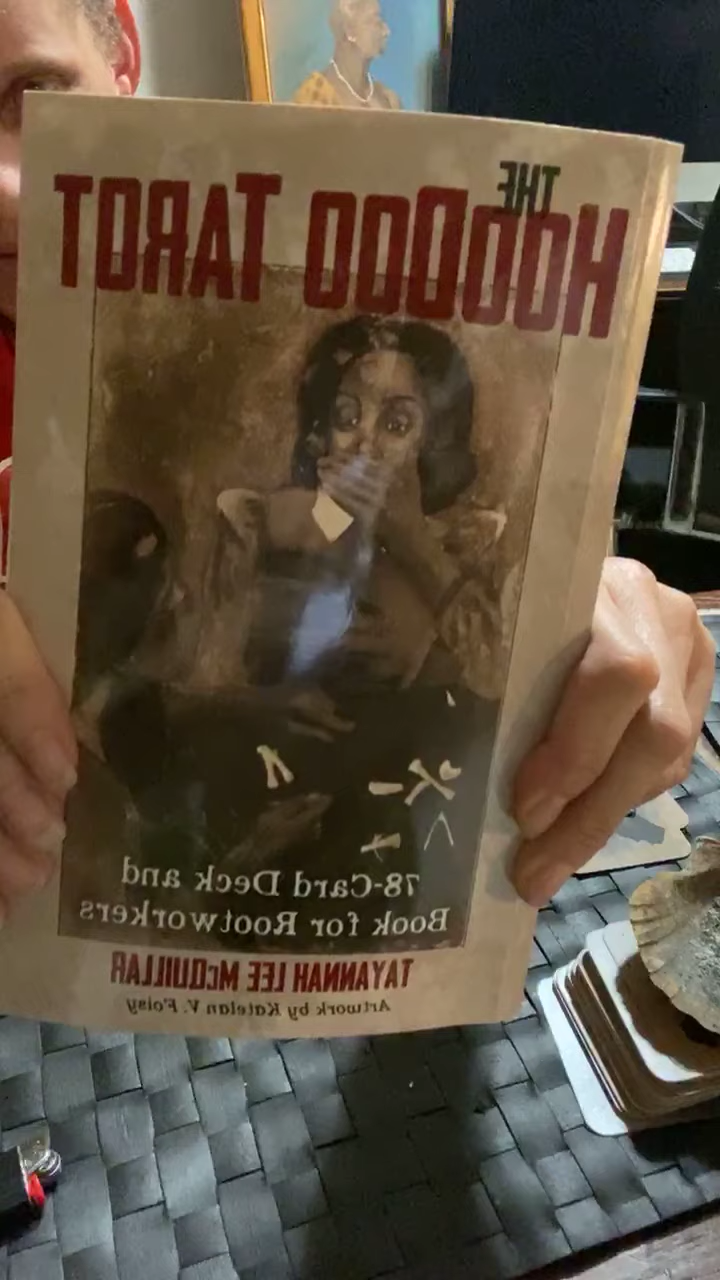 THE
HOODOO TAROT
78-Card Deck and
Book for Rootworkers
TAYANNAH LEE McQUILLAR
Artwork by Katelan V. Foisy